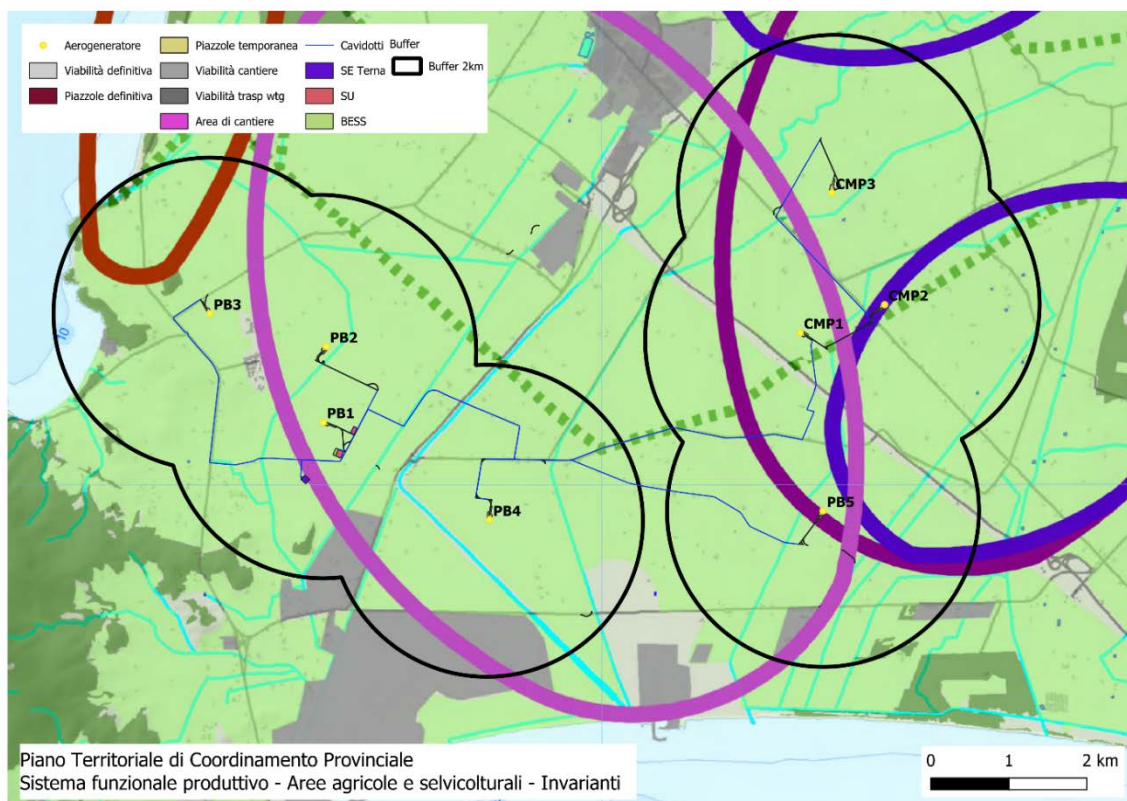 Aerogeneratore
Viabilità definitiva
Piazzole definitiva
Piazzole temporanea
Viabilità cantiere
Viabilità trasp wtg
Area di cantiere
Cavidotti
SE Terna
SU
BESS
Buffer
Buffer 2km
CMP3
CMP2
CMP1
PB3
PB2
PB1
PB4
PB5
10
Piano Territoriale di Coordinamento Provinciale
Sistema funzionale produttivo - Aree agricole e selvicolturali - Invarianti
0 1 2 km